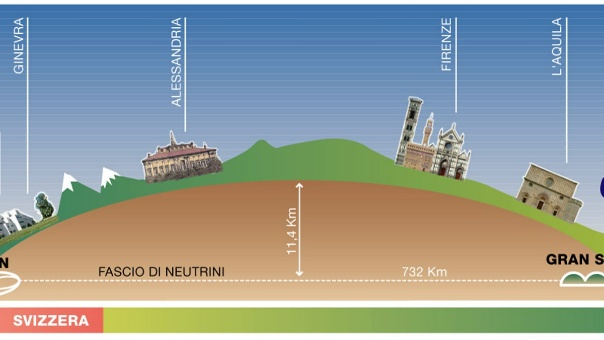 GINEVRA
ALESSANDRIA
FIRENZE
L'AQUILA
11,4 Km
N
GRAN S
FASCIO DI NEUTRINI
732 Km
SVIZZERA